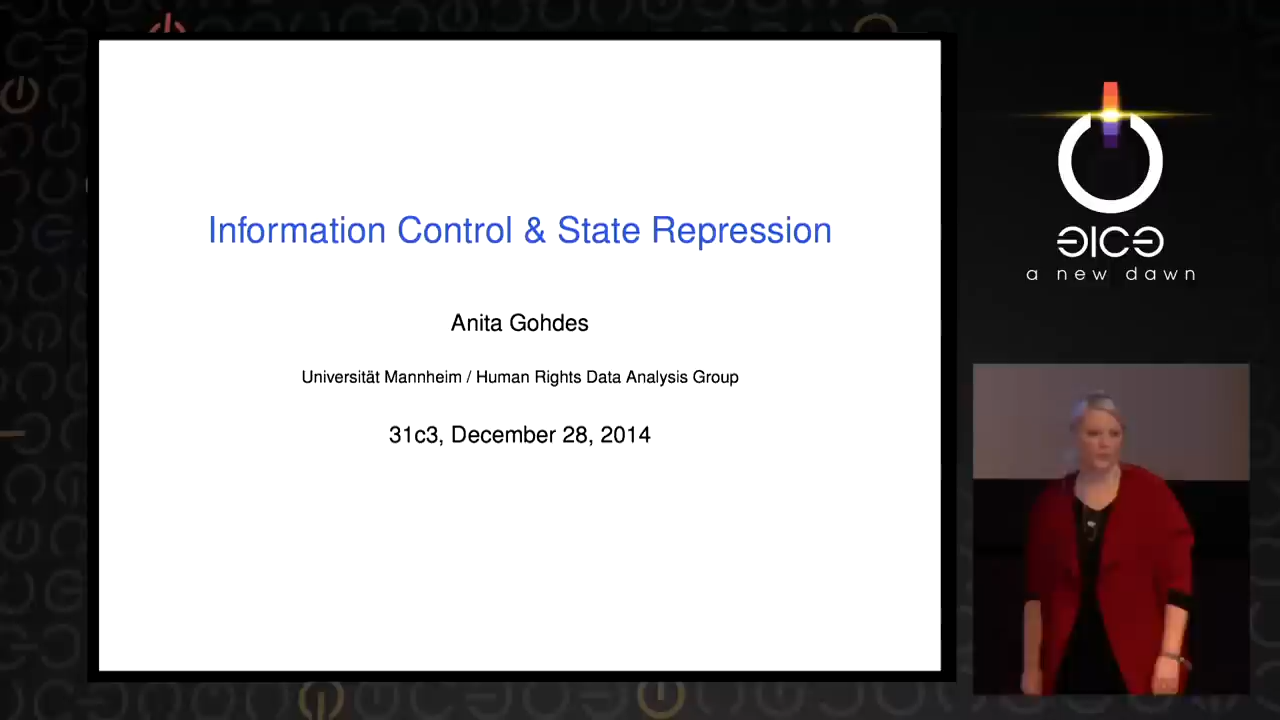 Information Control & State Repression
Anita Gohdes
Universität Mannheim / Human Rights Data Analysis Group
31c3, December 28, 2014
31C3
a new dawn